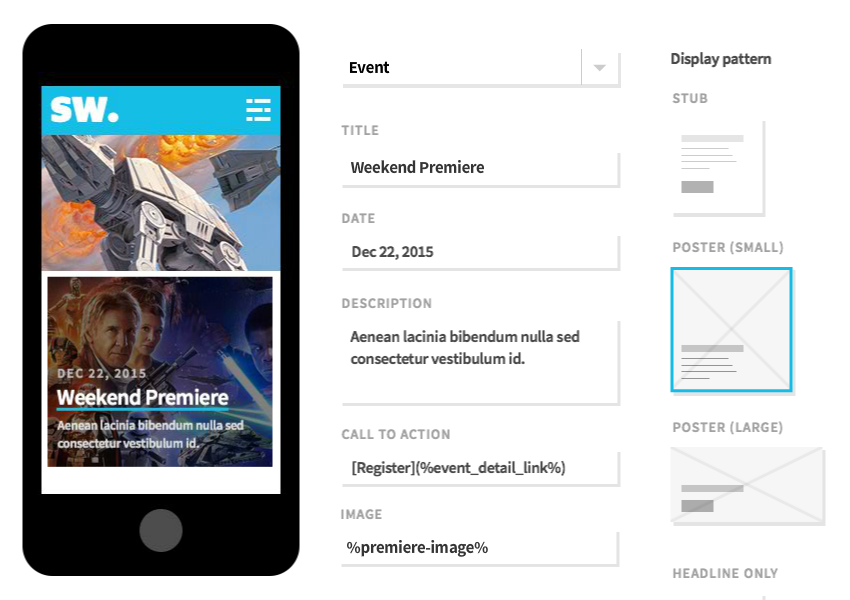 SW.
DEC 22, 2015
Weekend Premiere
Aenean lacinia bibendum nulla sed
consectetur vestibulum id.
Event
TITLE
Weekend Premiere
DATE
Dec 22, 2015
DESCRIPTION
Aenean lacinia bibendum nulla sed
consectetur vestibulum id.
CALL TO ACTION
[Register](%event_detail_link%)
IMAGE
%premiere-image%
Display pattern
STUB
POSTER (SMALL)
POSTER (LARGE)
HEADLINE ONLY